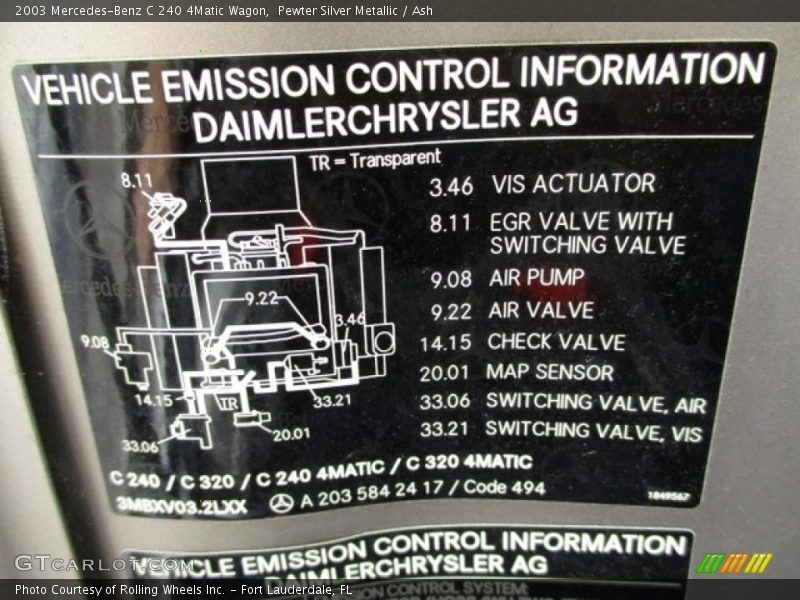 2003 Mercedes-Benz C 240 4Matic Wagon,  Pewter Silver Metallic / Ash
VEHICLE EMISSION CONTROL INFORMATION
DAIMLERCHRYSLER AG
TR = Transparent
8.11
9.22
3.46
9.08
14.15
TR
33.21
33.06
20.01
3.46 VIS ACTUATOR
8.11 EGR VALVE WITH
SWITCHING VALVE
9.08 AIR PUMP
9.22 AIR VALVE
14.15 CHECK VALVE
20.01 MAP SENSOR
33.06 SWITCHING VALVE, AIR
33.21 SWITCHING VALVE, VIS
C 240 / C 320 / C 240 4MATIC / C 320 4MATIC
3MBXV03.2LXX A 203 584 24 17 / Code 494
1849567
VEHICLE EMISSION CONTROL INFORMATION
DAIMLERCHRYSLER AG
CONTROL SYSTEM:
GTcarlot.com
Photo Courtesy of Rolling Wheels Inc. - Fort Lauderdale, FL